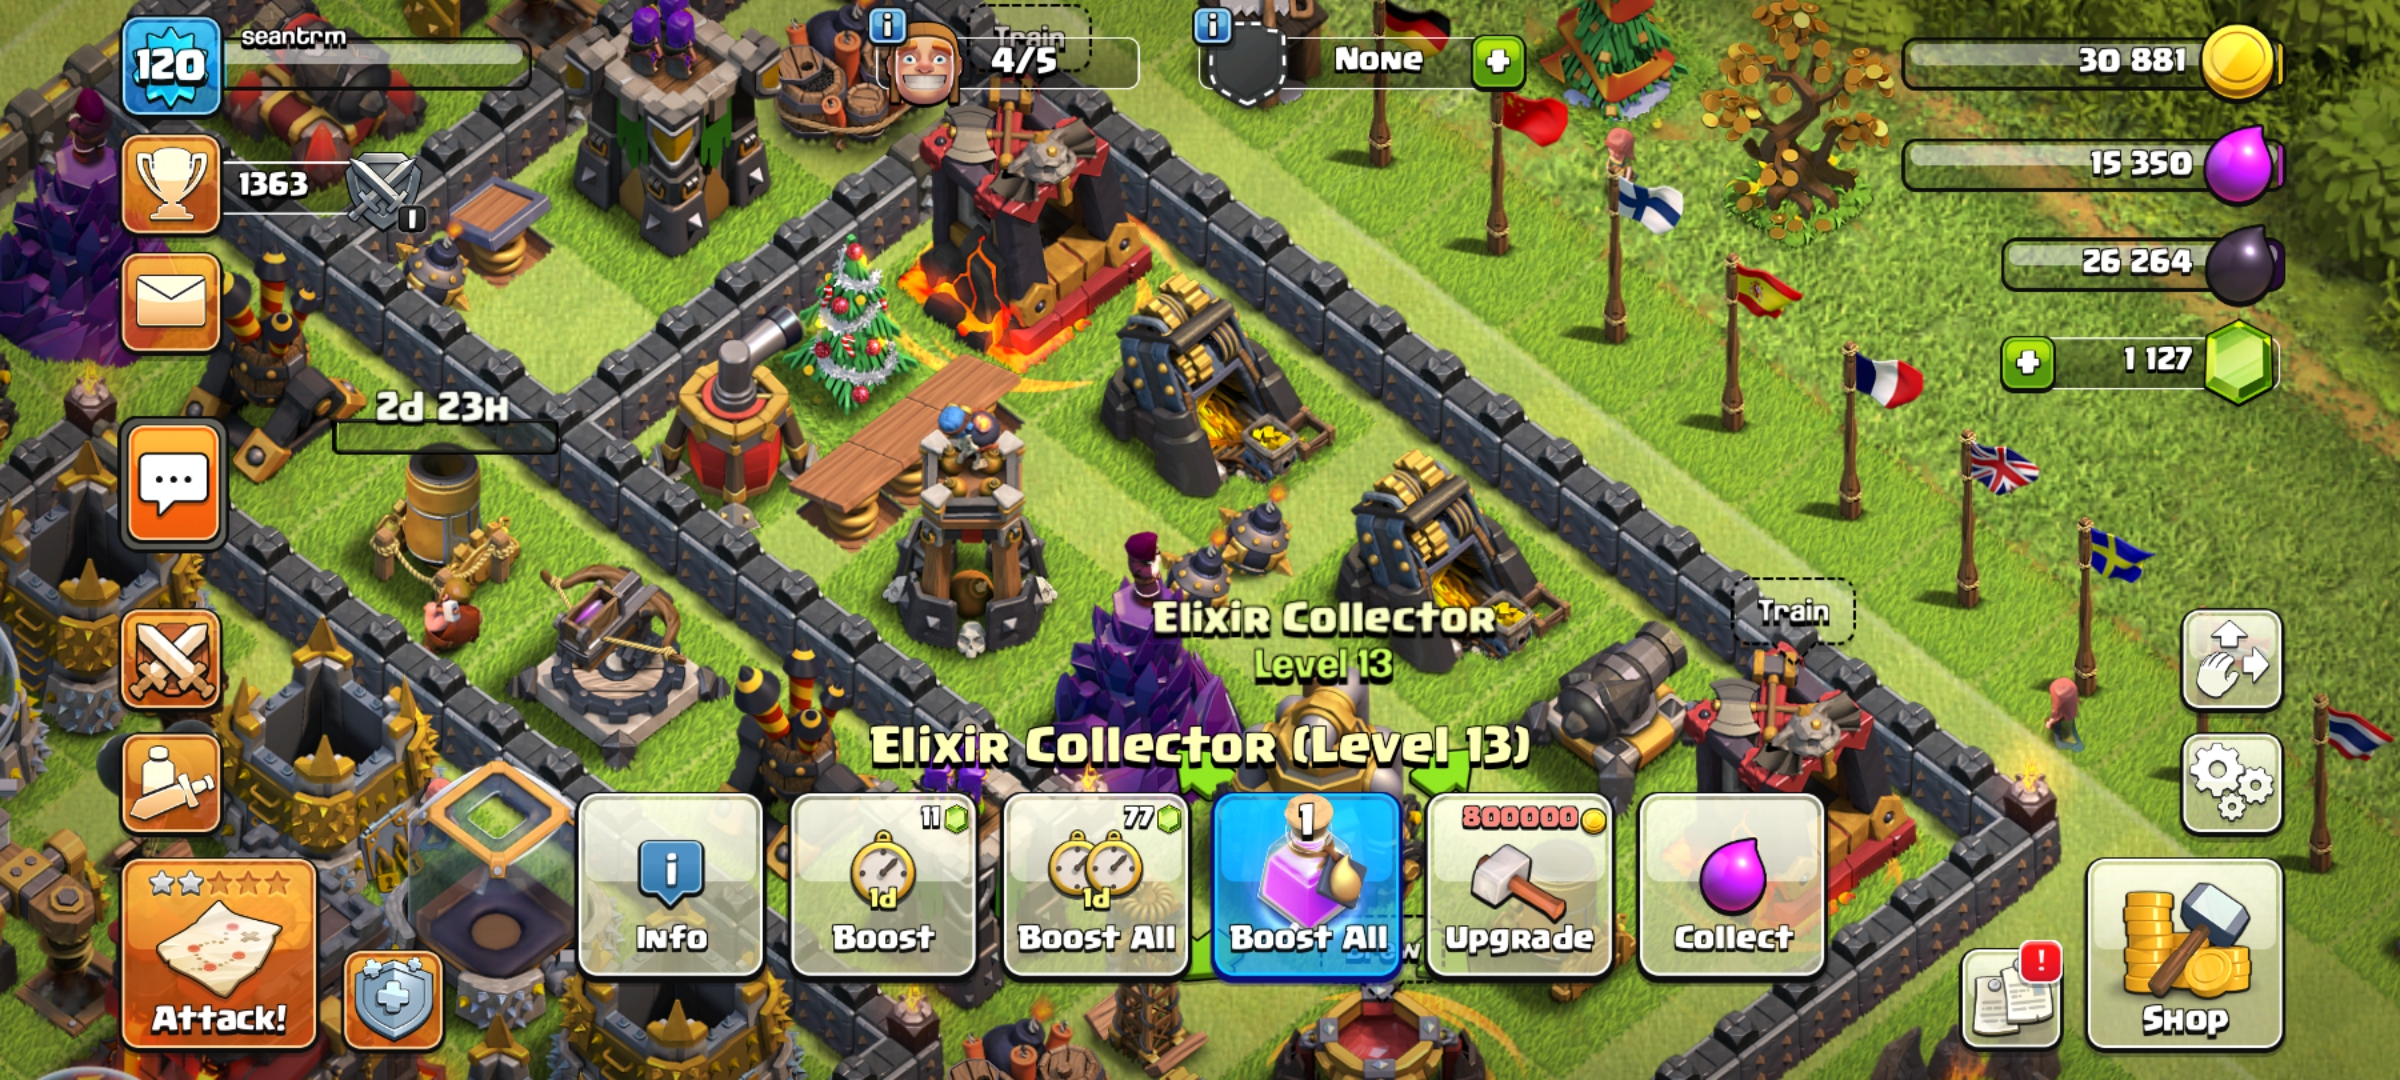 120
seantrm
Train
4/5
None
30 881
1363
I
15 350
26 264
1 127
2d 23H
Train
Elixir Collector
Level 13
Elixir Collector (Level 13)
Info
11
1d
Boost
77
1d
Boost All
1
Boost All
800000
Upgrade
Collect
Attack!
!
Shop